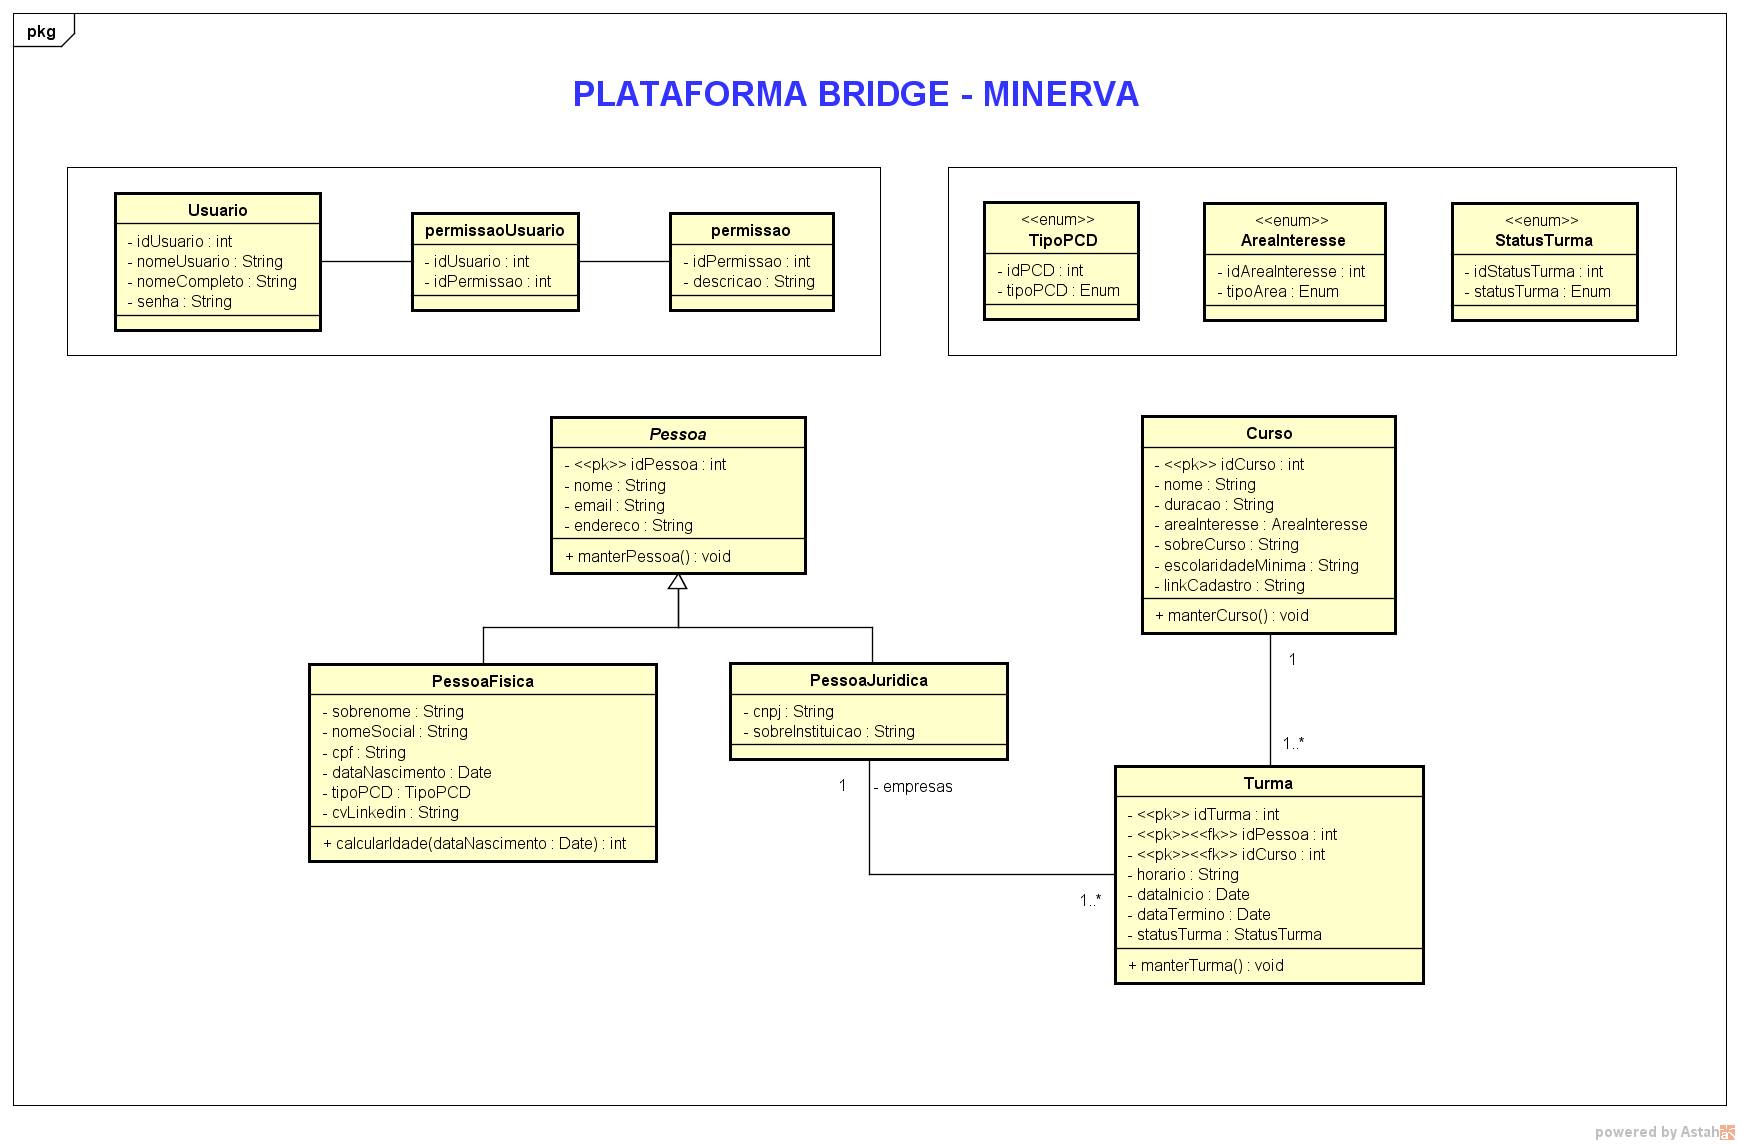 pkg
PLATAFORMA BRIDGE - MINERVA
Usuario
- idUsuario : int
- nomeUsuario : String
- nomeCompleto : String
- senha : String
permissaoUsuario
- idUsuario : int
- idPermissao : int
permissao
- idPermissao : int
- descricao : String
<<enum>>
TipoPCD
- idPCD : int
- tipoPCD : Enum
<<enum>>
AreaInteresse
- idAreaInteresse : int
- tipoArea : Enum
<<enum>>
StatusTurma
- idStatusTurma : int
- statusTurma : Enum
Pessoa
- <<pk>> idPessoa : int
- nome : String
- email : String
- endereco : String
+ manterPessoa() : void
Curso
- <<pk>> idCurso : int
- nome : String
- duracao : String
- areaInteresse : AreaInteresse
- sobreCurso : String
- escolaridadeMinima : String
- linkCadastro : String
+ manterCurso() : void
1
1..*
PessoaFisica
- sobrenome : String
- nomeSocial : String
- cpf : String
- dataNascimento : Date
- tipoPCD : TipoPCD
- cvLinkedin : String
+ calcularIdade(dataNascimento : Date) : int
PessoaJuridica
- cnpj : String
- sobreInstituicao : String
1
- empresas
1..*
Turma
- <<pk>> idTurma : int
- <<pk>><<fk>> idPessoa : int
- <<pk>><<fk>> idCurso : int
- horario : String
- dataInicio : Date
- dataTermino : Date
- statusTurma : StatusTurma
+ manterTurma() : void
powered by Astah